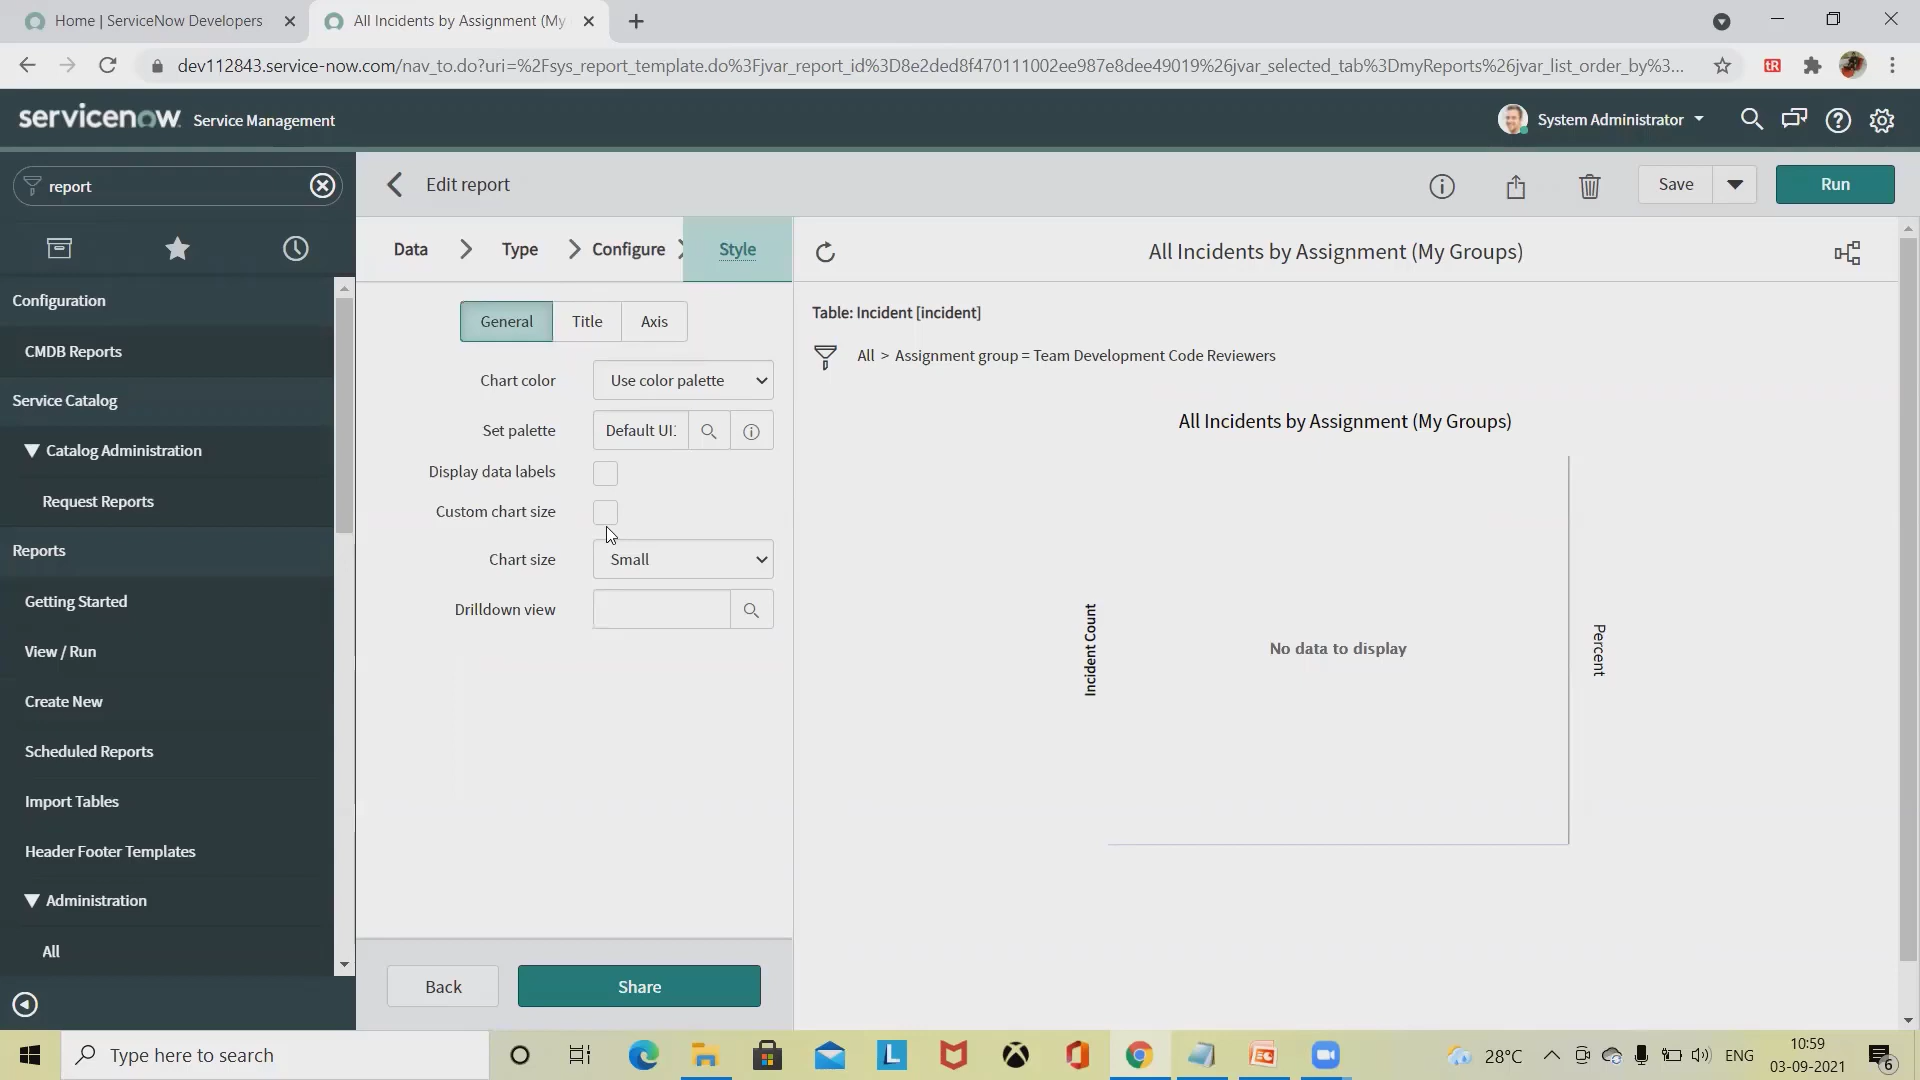 Home | ServiceNow Developers
All Incidents by Assignment (My
dev112843.service-now.com/nav_to.do?uri=%2Fsys_report_template.do%3Fjvar_report_id%3D8e2ded8f470111002ee987e8dee49019%26jvar_selected_tab%3DmyReports%26jvar_list_order_by%3...
tR
servicenow Service Management
System Administrator
report
Edit report
Save
Run
Data
Type
Configure
Style
All Incidents by Assignment (My Groups)
Configuration
CMDB Reports
Service Catalog
Catalog Administration
Request Reports
Reports
Getting Started
View / Run
Create New
Scheduled Reports
Import Tables
Header Footer Templates
Administration
All
General
Title
Axis
Chart color
Use color palette
Set palette
Default UI:
Display data labels
Custom chart size
Chart size
Small
Drilldown view
Back
Share
Table: Incident [incident]
All > Assignment group = Team Development Code Reviewers
All Incidents by Assignment (My Groups)
Incident Count
No data to display
Percent
Type here to search
L
28°C
ENG
10:59
03-09-2021
6